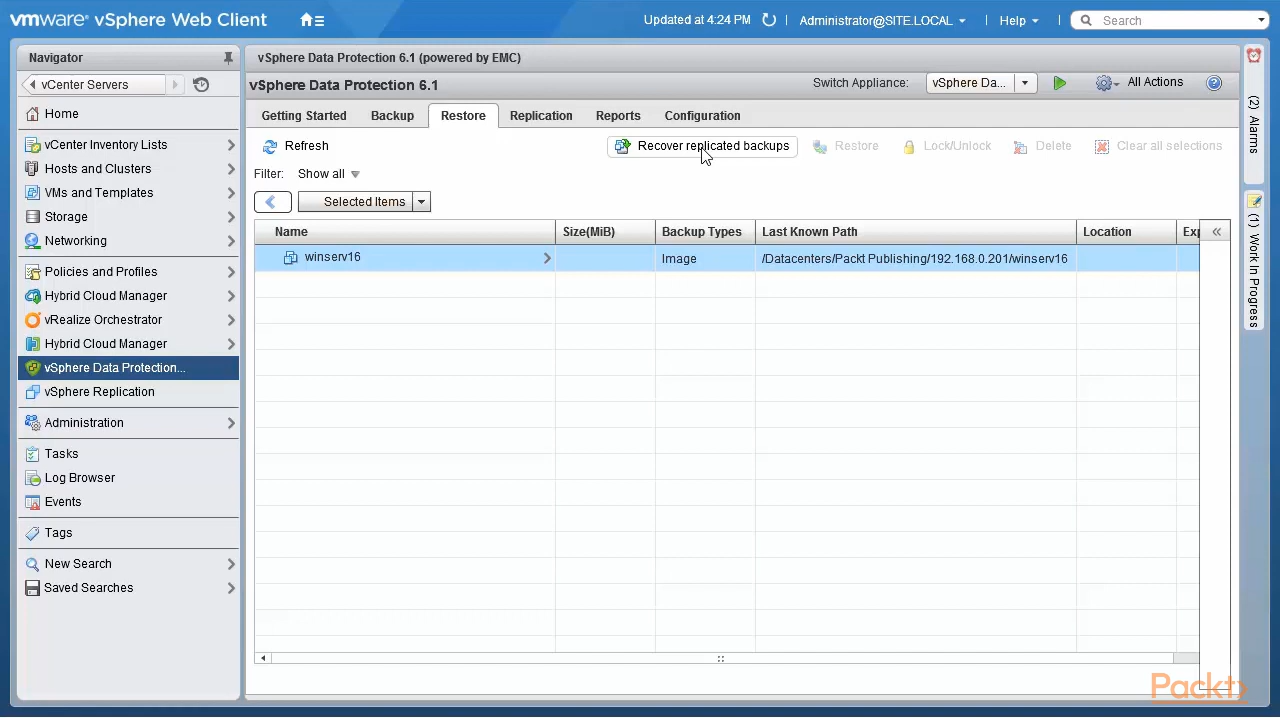 vmware vSphere Web Client
Updated at 4:24 PM
Administrator@SITE.LOCAL
Help
Search
Navigator
vCenter Servers
Home
vCenter Inventory Lists
Hosts and Clusters
VMs and Templates
Storage
Networking
Policies and Profiles
Hybrid Cloud Manager
vRealize Orchestrator
Hybrid Cloud Manager
vSphere Data Protection...
vSphere Replication
Administration
Tasks
Log Browser
Events
Tags
New Search
Saved Searches
vSphere Data Protection 6.1 (powered by EMC)
vSphere Data Protection 6.1
Switch Appliance:
vSphere Da...
All Actions
Getting Started
Backup
Restore
Replication
Reports
Configuration
Refresh
Recover replicated backups
Restore
Lock/Unlock
Delete
Clear all selections
Filter:
Show all
Selected Items
Name
Size(MiB)
Backup Types
Last Known Path
Location
Exp
winserv16
Image
/Datacenters/Packt Publishing/192.168.0.201/winserv16
(2) Alarms
(1) Work In Progress
Packt